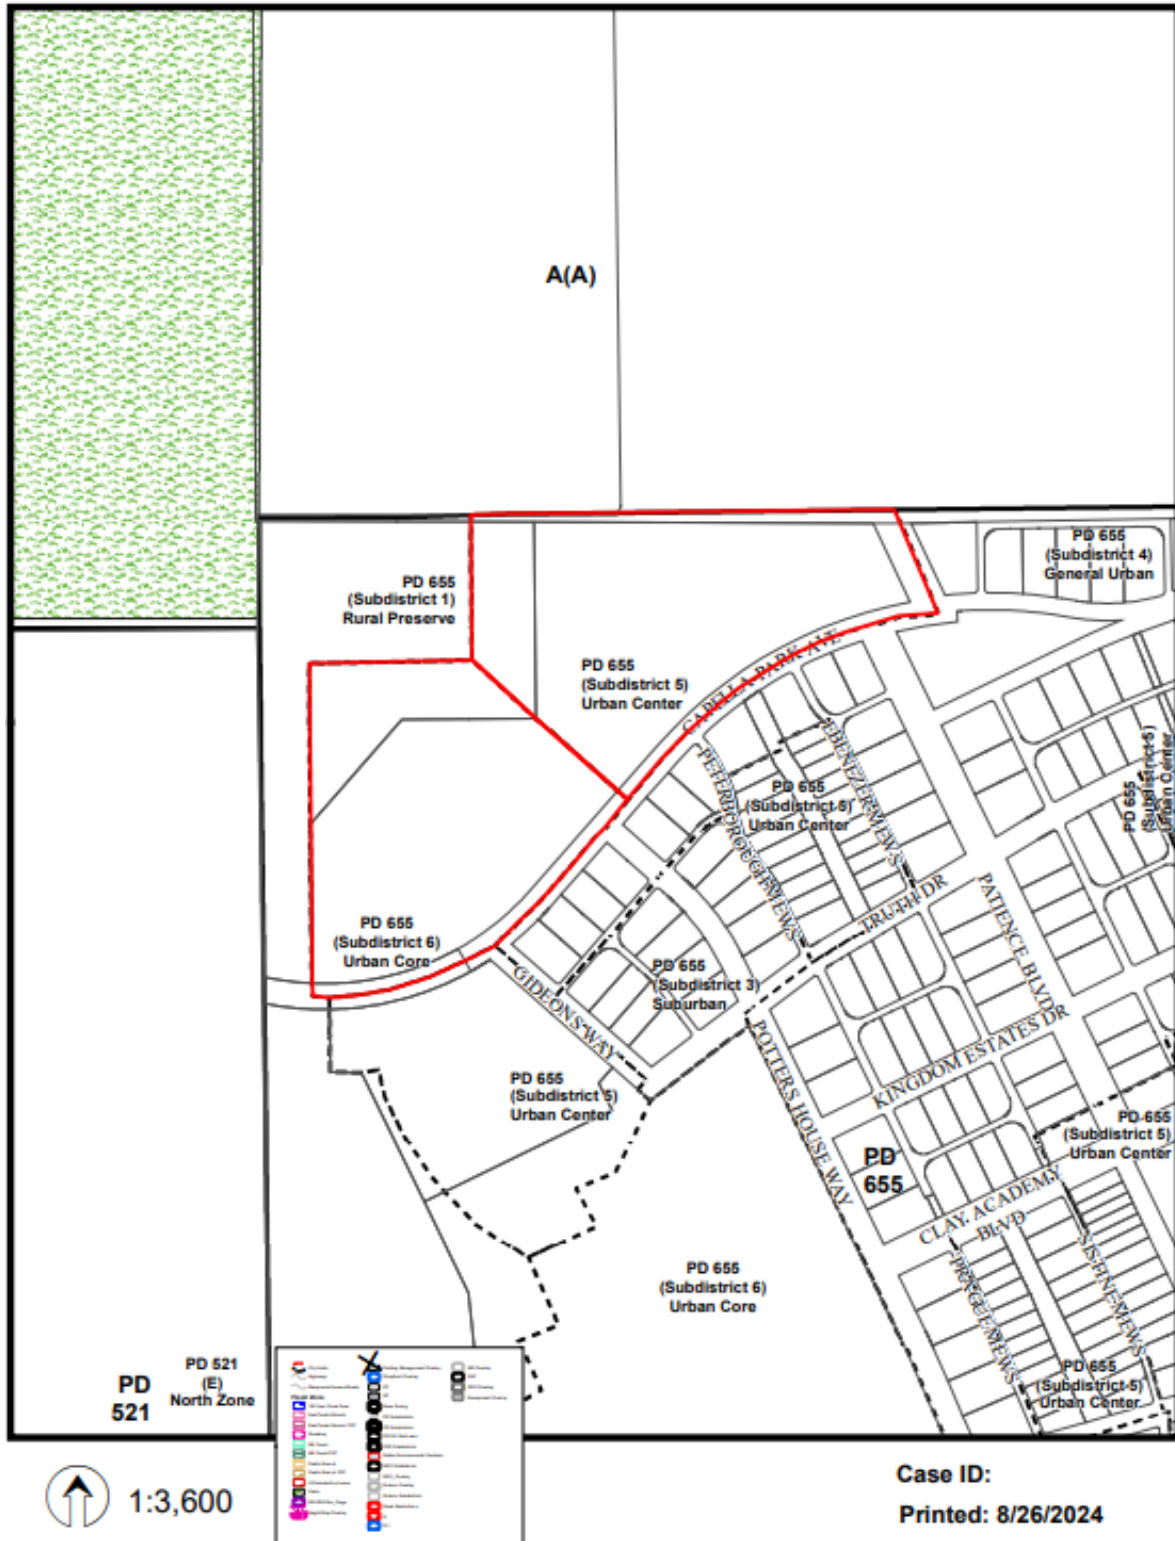 A(A)
PD 655
(Subdistrict 4)
General Urban
PD 655
(Subdistrict 1)
Rural Preserve
PD 655
(Subdistrict 5)
Urban Center
CAPELLA PARK AVE
PETERBOROUGH MEWS
EBENEZER MEWS
PD 655
(Subdistrict 5)
Urban Center
PD 655
(Subdistrict 5)
Urban Center
TRUTH DR
PATIENCE BLVD
PD 655
(Subdistrict 6)
Urban Core
GIDEONS WAY
PD 655
(Subdistrict 3)
Suburban
POTTERS HOUSE WAY
KINGDOM ESTATES DR
PD 655
(Subdistrict 5)
Urban Center
PD
655
PD 655
(Subdistrict 5)
Urban Center
CLAY ACADEMY
BLVD
SISTINE MEWS
PRAGUE MEWS
PD 655
(Subdistrict 6)
Urban Core
PD 655
(Subdistrict 5)
Urban Center
PD
521
PD 521
(E)
North Zone
1:3,600
Case ID:
Printed: 8/26/2024